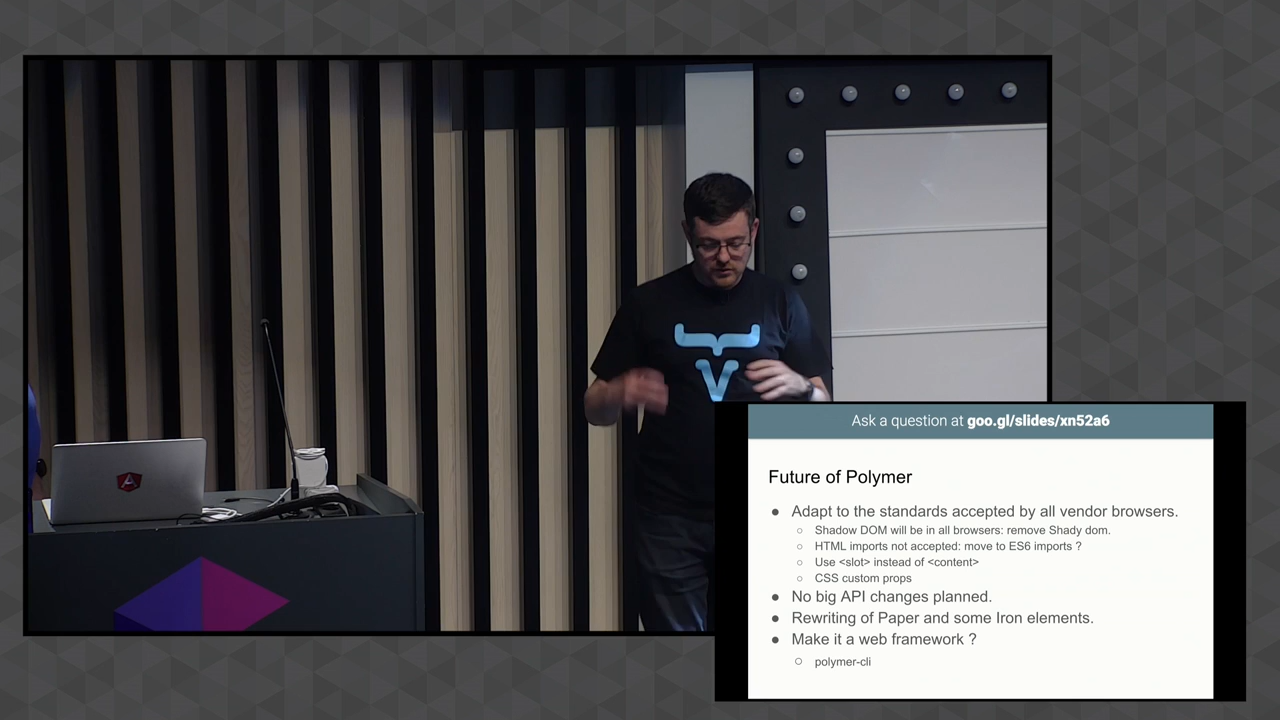 Ask a question at goo.gl/slides/xn52a6
Future of Polymer
● Adapt to the standards accepted by all vendor browsers.
○ Shadow DOM will be in all browsers: remove Shady dom.
○ HTML imports not accepted: move to ES6 imports ?
○ Use <slot> instead of <content>
○ CSS custom props
● No big API changes planned.
● Rewriting of Paper and some Iron elements.
● Make it a web framework ?
○ polymer-cli